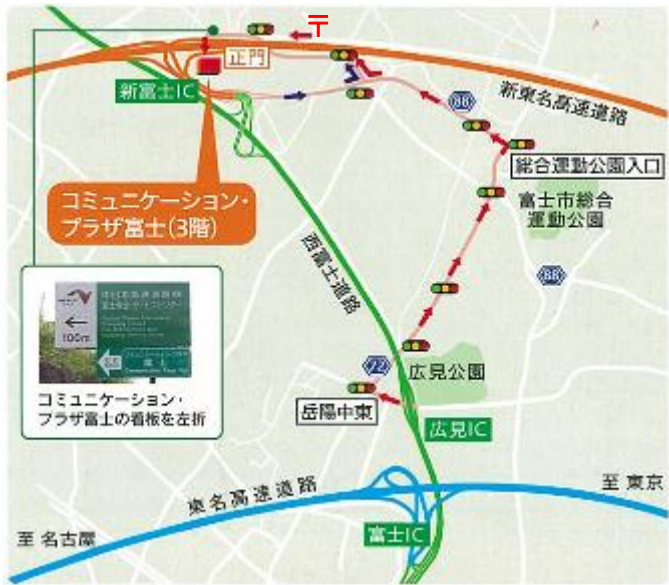 〒
正門
新富士IC
88
新東名高速道路
総合運動公園入口
富士市総合
運動公園
コミュニケーション・
プラザ富士(3階)
西富士道路
88
100m
コミュニケーション・
プラザ富士の看板を左折
72
広見公園
岳陽中東
広見IC
東名高速道路
至 東京
富士IC
至 名古屋